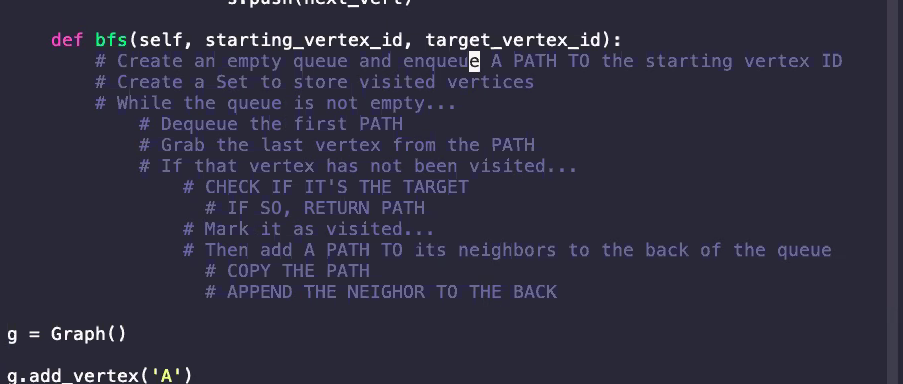 s.push(next_vert)
def bfs(self, starting_vertex_id, target_vertex_id):
# Create an empty queue and enqueue A PATH TO the starting vertex ID
# Create a Set to store visited vertices
# While the queue is not empty...
# Dequeue the first PATH
# Grab the last vertex from the PATH
# If that vertex has not been visited...
# CHECK IF IT'S THE TARGET
# IF SO, RETURN PATH
# Mark it as visited...
# Then add A PATH TO its neighbors to the back of the queue
# COPY THE PATH
# APPEND THE NEIGHOR TO THE BACK
g = Graph()
g.add_vertex('A')